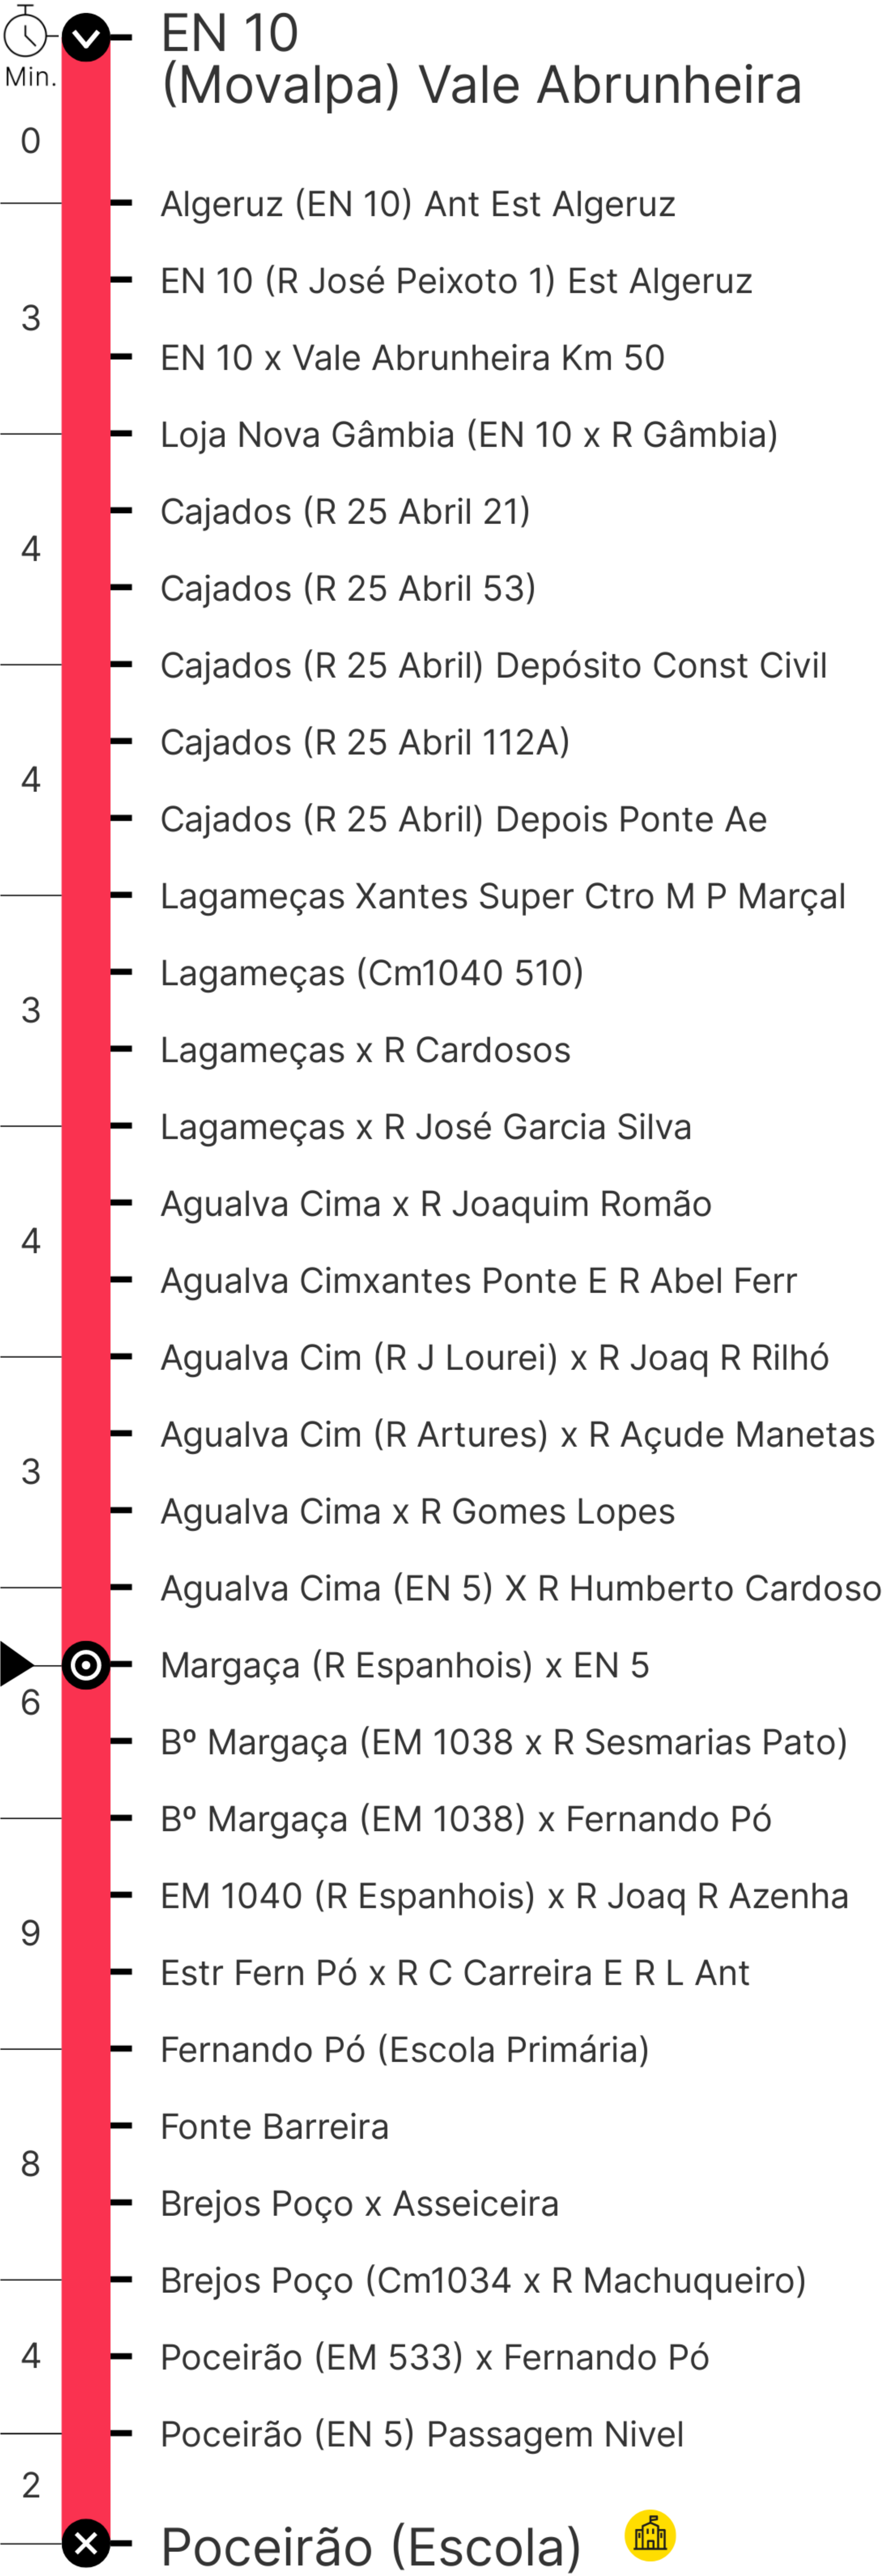 EN 10
Min.
(Movalpa) Vale Abrunheira
0
Algeruz (EN 10) Ant Est Algeruz
EN 10 (R José Peixoto 1) Est Algeruz
3
EN 10 x Vale Abrunheira Km 50
Loja Nova Gâmbia (EN 10 x R Gâmbia)
Cajados (R 25 Abril 21)
4
Cajados (R 25 Abril 53)
Cajados (R 25 Abril) Depósito Const Civil
Cajados (R 25 Abril 112A)
4
Cajados (R 25 Abril) Depois Ponte Ae
Lagameças Xantes Super Ctro M P Marçal
Lagameças (Cm1040 510)
3
Lagameças x R Cardosos
Lagameças x R José Garcia Silva
Agualva Cima x R Joaquim Romão
4
Agualva Cimxantes Ponte E R Abel Ferr
Agualva Cim (R J Lourei) x R Joaq R Rilhó
Agualva Cim (R Artures) x R Açude Manetas
3
Agualva Cima x R Gomes Lopes
Agualva Cima (EN 5) X R Humberto Cardoso
Margaça (R Espanhois) x EN 5
6
Bº Margaça (EM 1038 x R Sesmarias Pato)
Bº Margaça (EM 1038) x Fernando Pó
EM 1040 (R Espanhois) x R Joaq R Azenha
9
Estr Fern Pó x R C Carreira E R L Ant
Fernando Pó (Escola Primária)
Fonte Barreira
8
Brejos Poço x Asseiceira
Brejos Poço (Cm1034 x R Machuqueiro)
4
Poceirão (EM 533) x Fernando Pó
Poceirão (EN 5) Passagem Nivel
2
Poceirão (Escola)